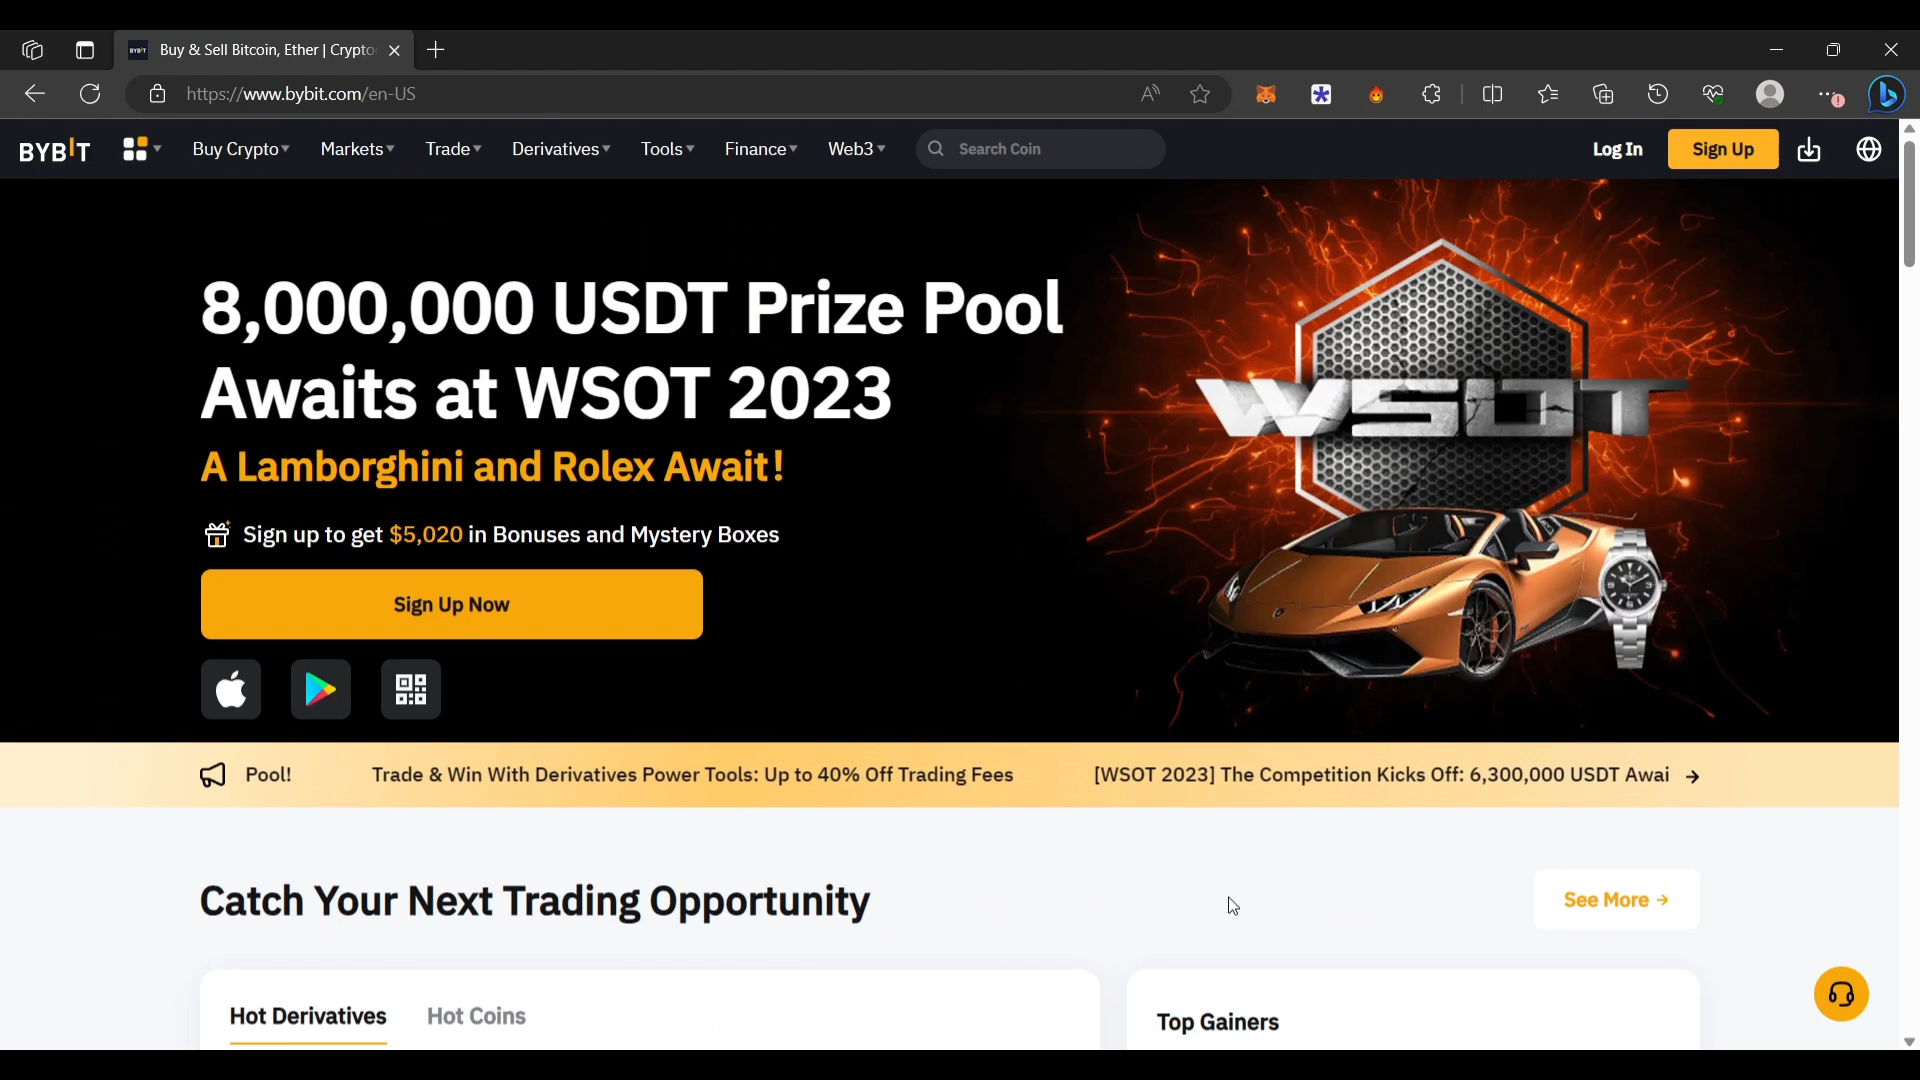 BYBIT Buy & Sell Bitcoin, Ether | Crypto
https://www.bybit.com/en-US
BYBIT Buy Crypto Markets Trade Derivatives Tools Finance Web3 Search Coin Log In Sign Up
8,000,000 USDT Prize Pool
Awaits at WSOT 2023
A Lamborghini and Rolex Await!
Sign up to get $5,020 in Bonuses and Mystery Boxes
Sign Up Now
WSOT
Pool! Trade & Win With Derivatives Power Tools: Up to 40% Off Trading Fees [WSOT 2023] The Competition Kicks Off: 6,300,000 USDT Awai
Catch Your Next Trading Opportunity
See More
Hot Derivatives Hot Coins
Top Gainers